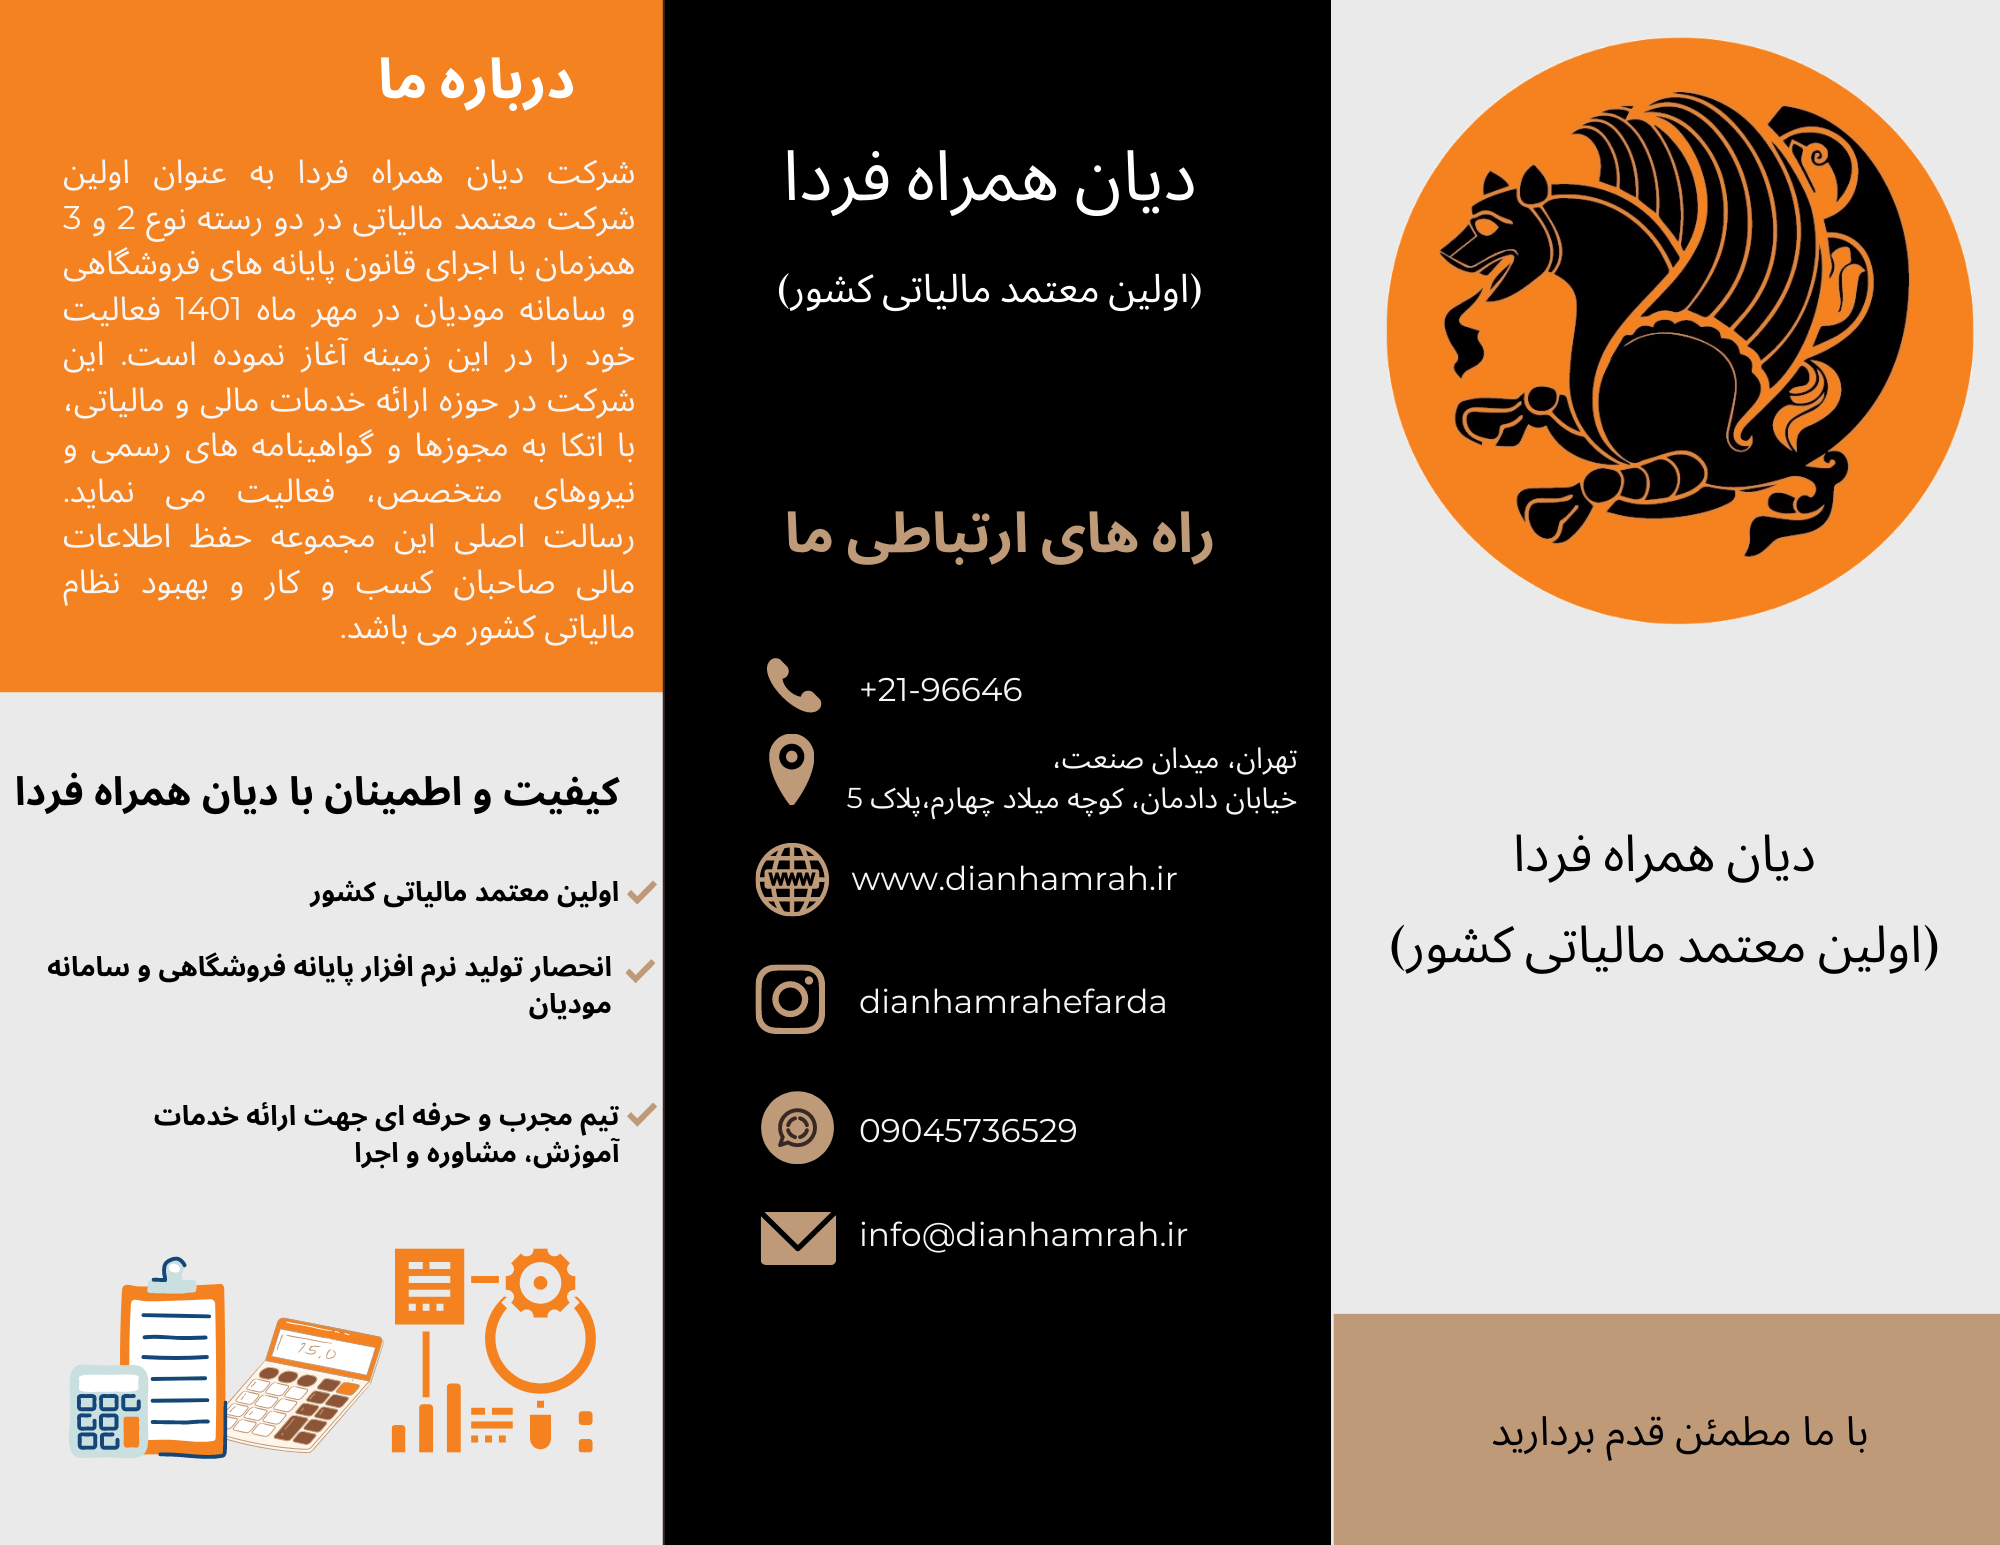 دیان همراه فردا
(اولین معتمد مالیاتی کشور)
با ما مطمئن قدم بردارید
دیان همراه فردا
(اولین معتمد مالیاتی کشور)
راه های ارتباطی ما
+21-96646
تهران، میدان صنعت،
خیابان دادمان، کوچه میلاد چهارم،پلاک 5
www
www.dianhamrah.ir
dianhamrahefarda
09045736529
info@dianhamrah.ir
درباره ما
شرکت دیان همراه فردا به عنوان اولین
شرکت معتمد مالیاتی در دو رسته نوع 2 و 3
همزمان با اجرای قانون پایانه های فروشگاهی
و سامانه مودیان در مهر ماه 1401 فعالیت
خود را در این زمینه آغاز نموده است. این
شرکت در حوزه ارائه خدمات مالی و مالیاتی،
با اتکا به مجوزها و گواهینامه های رسمی و
نیروهای متخصص، فعالیت می نماید.
رسالت اصلی این مجموعه حفظ اطلاعات
مالی صاحبان کسب و کار و بهبود نظام
مالیاتی کشور می باشد.
کیفیت و اطمینان با دیان همراه فردا
اولین معتمد مالیاتی کشور
انحصار تولید نرم افزار پایانه فروشگاهی و سامانه
مودیان
تیم مجرب و حرفه ای جهت ارائه خدمات
آموزش، مشاوره و اجرا
15,0